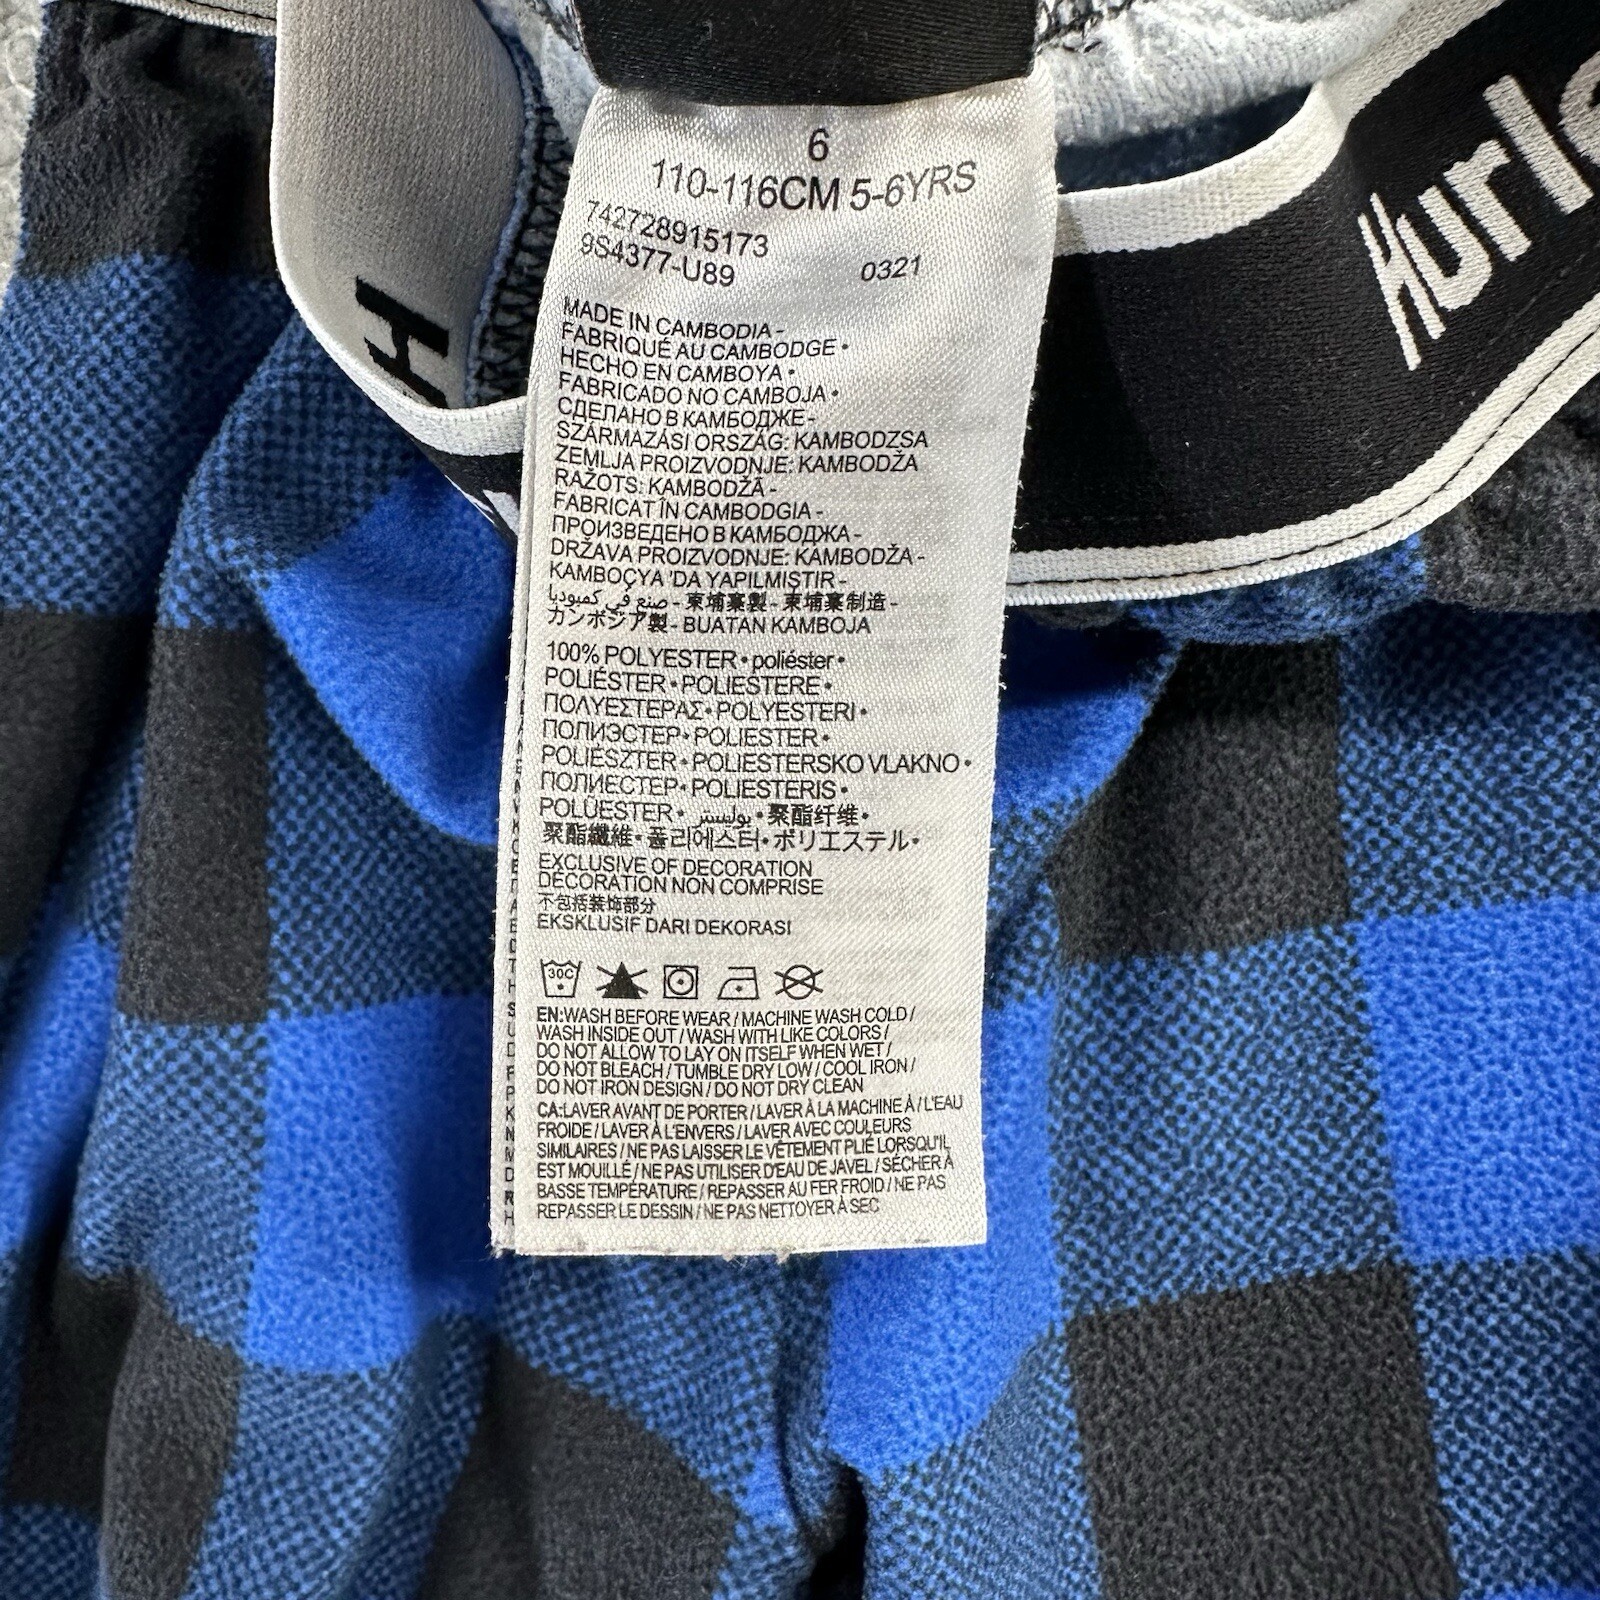 6
110-116CM 5-6YRS
742728915173
9S4377-U89 0321
MADE IN CAMBODIA -
FABRIQUÉ AU CAMBODGE •
HECHO EN CAMBOYA •
FABRICADO NO CAMBOJA •
СДЕЛАНО В КАМБОДЖЕ -
SZÁRMAZÁSI ORSZÁG: KAMBODZSA
ZEMLJA PROIZVODNJE: KAMBODŽA
RAŽOTS: KAMBODŽĀ -
FABRICAT ÎN CAMBODGIA -
ПРОИЗВЕДЕНО В КАМБОДЖА -
DRŽAVA PROIZVODNJE: KAMBODŽA -
KAMBOÇYA 'DA YAPILMIŞTIR -
صنع في كمبوديا - 柬埔寨製 - 柬埔寨制造 -
カンボジア製 - BUATAN KAMBOJA
100% POLYESTER • poliéster •
POLIÉSTER • POLIESTERE •
ΠΟΛΥΕΣΤΕΡΑΣ • POLYESTERI •
ПОЛИЭСТЕР • POLIESTER •
POLIÉSZTER • POLIESTERSKO VLAKNO •
ПОЛИЕСТЕР • POLIESTERIS •
POLÜESTER • بوليستر • 聚酯纤维 •
聚酯纖維 • 폴리에스터 • ポリエステル •
EXCLUSIVE OF DECORATION
DÉCORATION NON COMPRISE
不包括装饰部分
EKSKLUSIF DARI DEKORASI
30C
EN:WASH BEFORE WEAR / MACHINE WASH COLD /
WASH INSIDE OUT / WASH WITH LIKE COLORS /
DO NOT ALLOW TO LAY ON ITSELF WHEN WET /
DO NOT BLEACH / TUMBLE DRY LOW / COOL IRON /
DO NOT IRON DESIGN / DO NOT DRY CLEAN
CA:LAVER AVANT DE PORTER / LAVER À LA MACHINE À / L'EAU
FROIDE / LAVER À L'ENVERS / LAVER AVEC COULEURS
SIMILAIRES / NE PAS LAISSER LE VÊTEMENT PLIÉ LORSQU'IL
EST MOUILLÉ / NE PAS UTILISER D'EAU DE JAVEL / SÉCHER À
BASSE TEMPÉRATURE / REPASSER AU FER FROID / NE PAS
REPASSER LE DESSIN / NE PAS NETTOYER À SEC
Hurle
H